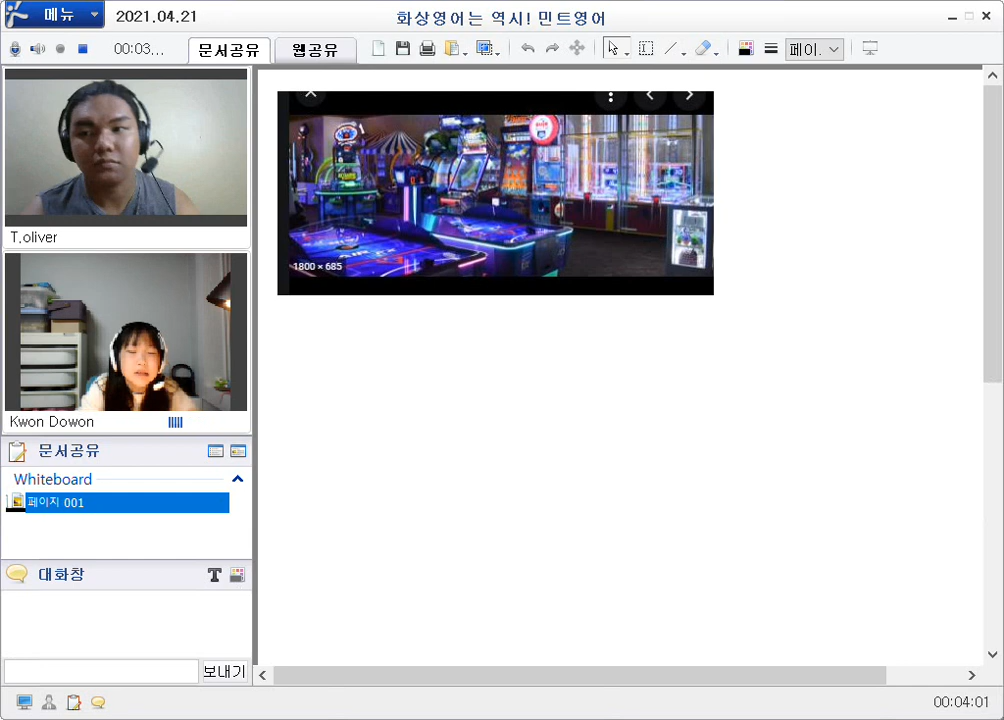 메뉴
2021.04.21
화상영어는 역시! 민트영어
00:03...
문서공유
웹공유
페이.
T.oliver
Kwon Dowon
문서공유
Whiteboard
페이지 001
대화창
T
보내기
1800 × 685
00:04:01